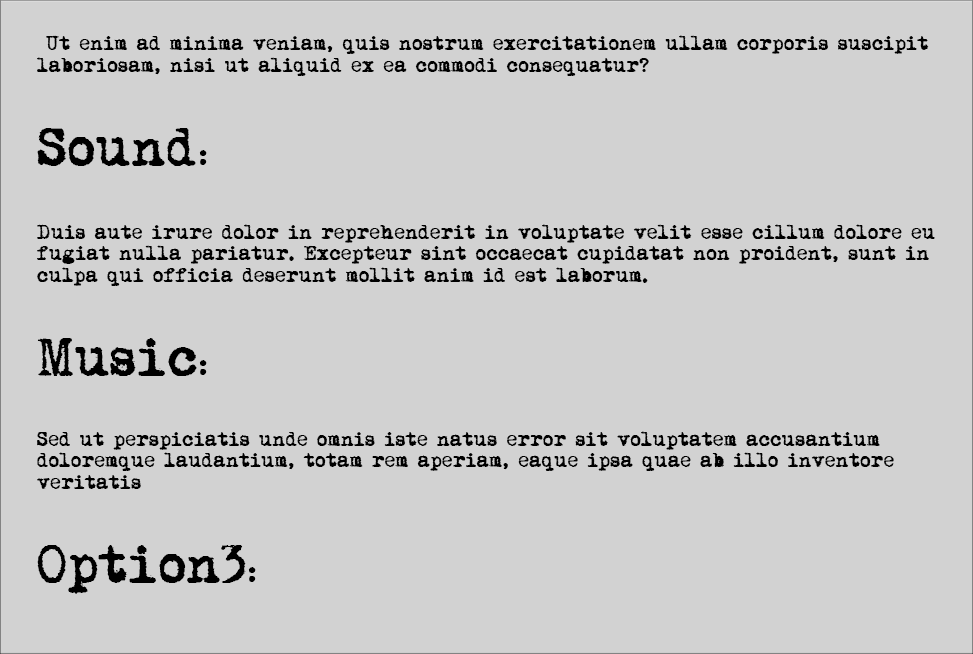 Ut enim ad minima veniam, quis nostrum exercitationem ullam corporis suscipit
laboriosam, nisi ut aliquid ex ea commodi consequatur?
Sound:
Duis aute irure dolor in reprehenderit in voluptate velit esse cillum dolore eu
fugiat nulla pariatur. Excepteur sint occaecat cupidatat non proident, sunt in
culpa qui officia deserunt mollit anim id est laborum.
Music:
Sed ut perspiciatis unde omnis iste natus error sit voluptatem accusantium
doloremque laudantium, totam rem aperiam, eaque ipsa quae ab illo inventore
veritatis
Option3: